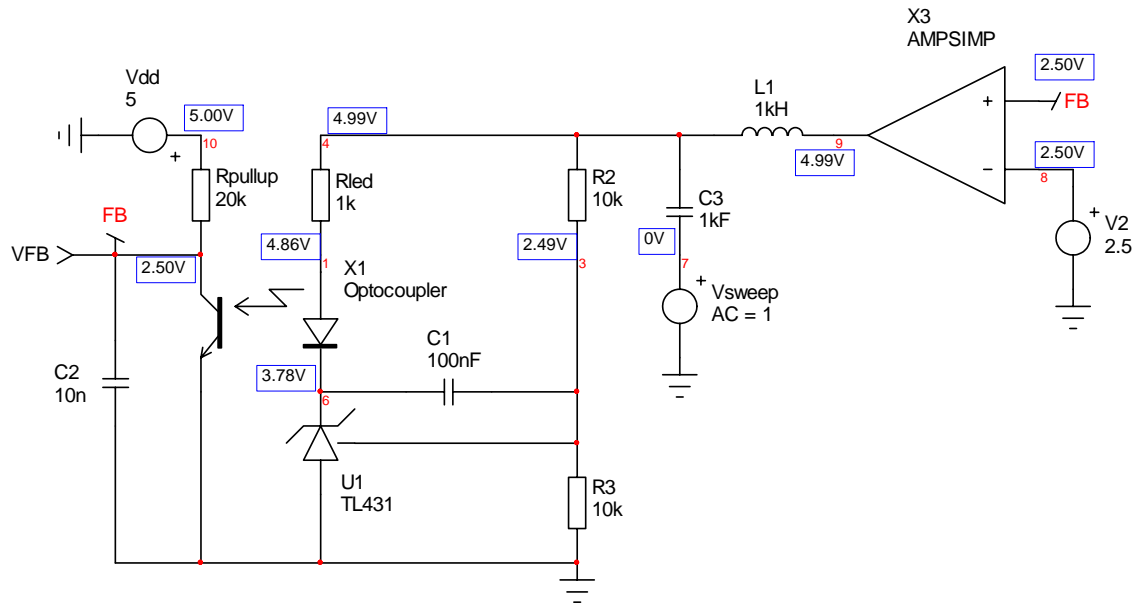 X3
AMPSIMP
2.50V
+
FB
L1
1kH
Vdd
5
5.00V
+
10
4.99V
4
9
4.99V
2.50V
−
8
Rpullup
20k
Rled
1k
R2
10k
C3
1kF
+
V2
2.5
FB
VFB
2.50V
4.86V
1
2.49V
3
0V
7
X1
Optocoupler
+
Vsweep
AC = 1
C1
100nF
C2
10n
3.78V
6
U1
TL431
R3
10k